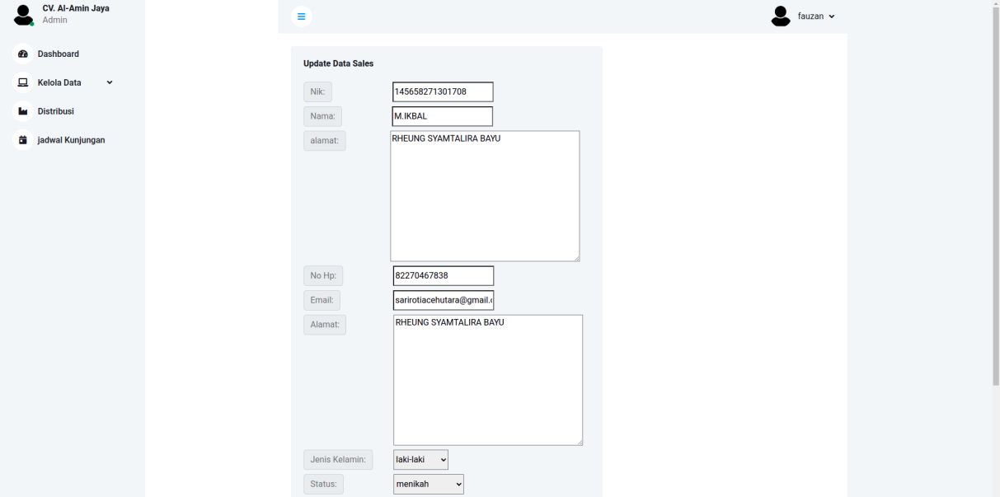 CV. Al-Amin Jaya
Admin
fauzan
Dashboard
Kelola Data
Distribusi
jadwal Kunjungan
Update Data Sales
Nik: 145658271301708
Nama: M.IKBAL
alamat: RHEUNG SYAMTALIRA BAYU
No Hp: 82270467838
Email: sarirotiacehutara@gmail.
Alamat: RHEUNG SYAMTALIRA BAYU
Jenis Kelamin: laki-laki
Status: menikah